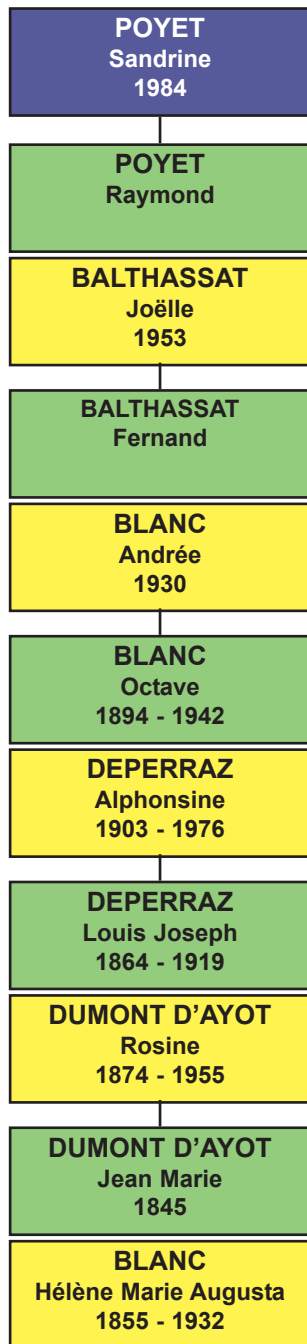 POYET
Sandrine
1984
POYET
Raymond
BALTHASSAT
Joëlle
1953
BALTHASSAT
Fernand
BLANC
Andrée
1930
BLANC
Octave
1894 - 1942
DEPERRAZ
Alphonsine
1903 - 1976
DEPERRAZ
Louis Joseph
1864 - 1919
DUMONT D’AYOT
Rosine
1874 - 1955
DUMONT D’AYOT
Jean Marie
1845
BLANC
Hélène Marie Augusta
1855 - 1932